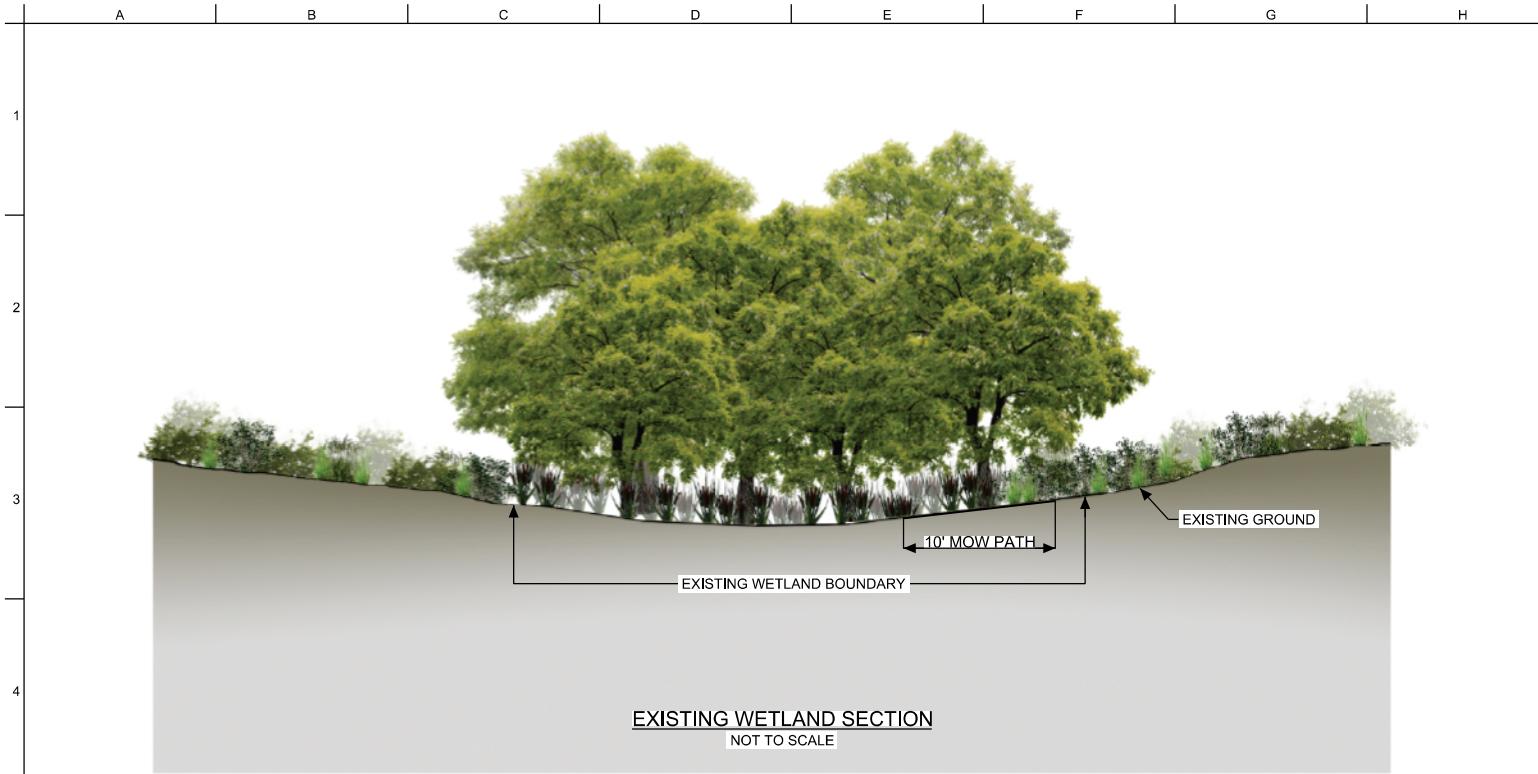 A B C D E F G H
1
2
3
4
EXISTING GROUND
10' MOW PATH
EXISTING WETLAND BOUNDARY
EXISTING WETLAND SECTION
NOT TO SCALE